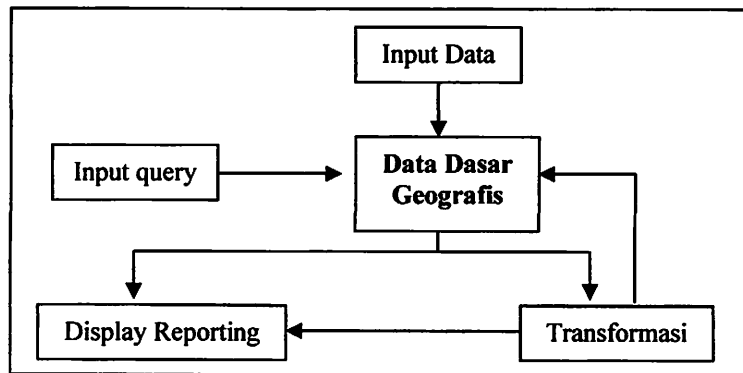 Input Data
Input query
Data Dasar
Geografis
Display Reporting
Transformasi